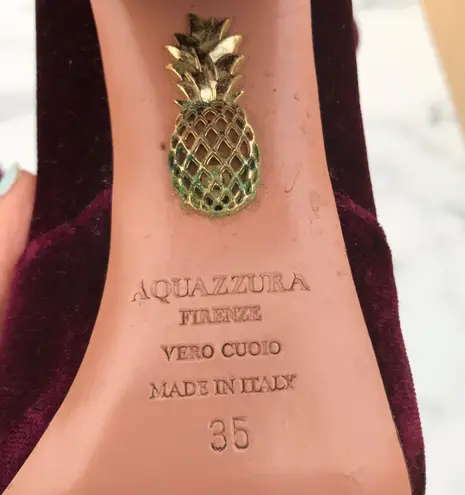 AQUAZZURA
FIRENZE
VERO CUOIO
MADE IN ITALY
35